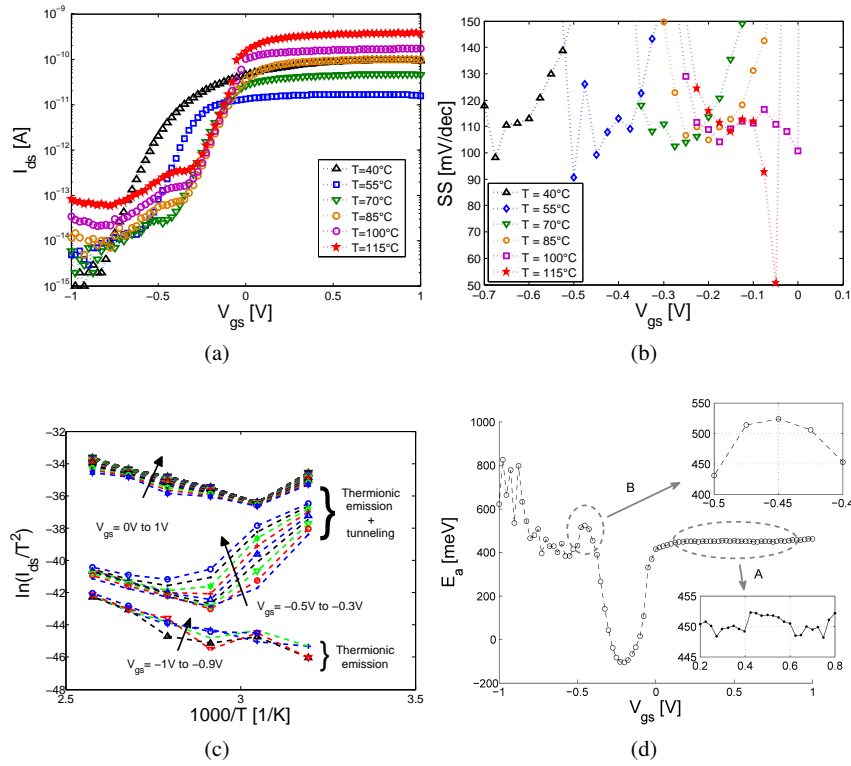 10⁻⁹
10⁻¹⁰
10⁻¹¹
10⁻¹²
10⁻¹³
10⁻¹⁴
10⁻¹⁵
I_ds [A]
T=40°C
T=55°C
T=70°C
T=85°C
T=100°C
T=115°C
−1 −0.5 0 0.5 1
V_gs [V]
(a)
150
140
130
120
110
100
90
80
70
60
50
SS [mV/dec]
T = 40°C
T = 55°C
T = 70°C
T = 85°C
T = 100°C
T = 115°C
−0.7 −0.6 −0.5 −0.4 −0.3 −0.2 −0.1 0 0.1
V_gs [V]
(b)
−32
−34
−36
−38
−40
−42
−44
−46
−48
ln(I_ds/T²)
V_gs= 0V to 1V
Thermionic
emission
+
tunneling
V_gs= −0.5V to −0.3V
V_gs= −1V to −0.9V
Thermionic
emission
2.5 3 3.5
1000/T [1/K]
(c)
1000
800
600
400
200
0
−200
E_a [meV]
550
500
450
400
−0.5 −0.45 −0.4
B
A
455
450
445
0.2 0.4 0.6 0.8
−1 −0.5 0 0.5 1
V_gs [V]
(d)